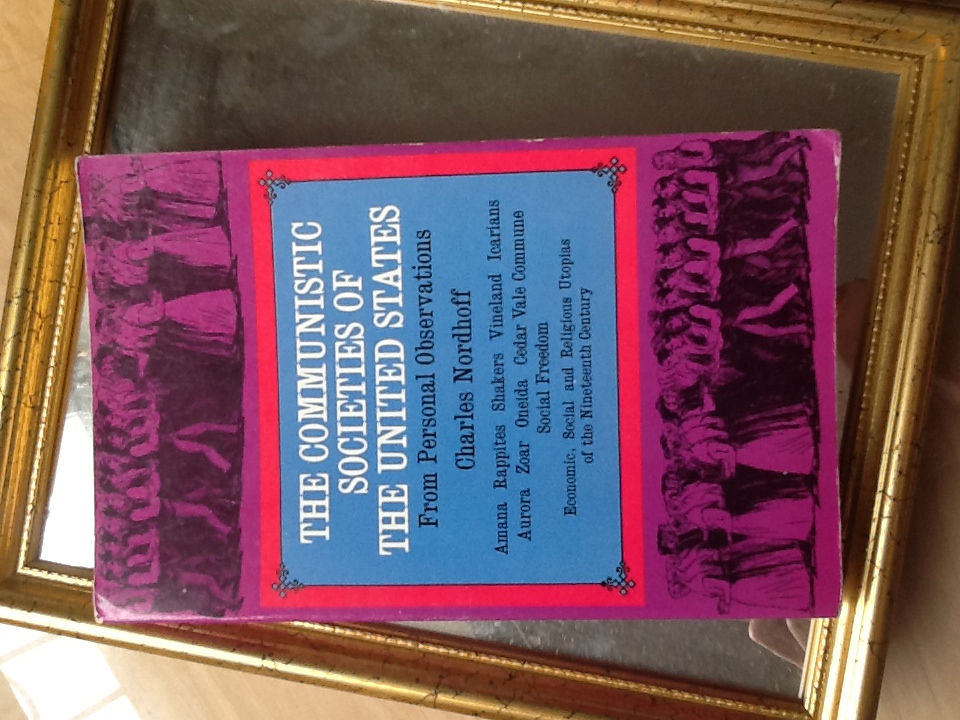 THE COMMUNISTIC
SOCIETIES OF
THE UNITED STATES
From Personal Observations
Charles Nordhoff
Amana Rappites Shakers Vineland Icarians
Aurora Zoar Oneida Cedar Vale Commune
Social Freedom
Economic, Social and Religious Utopias
of the Nineteenth Century